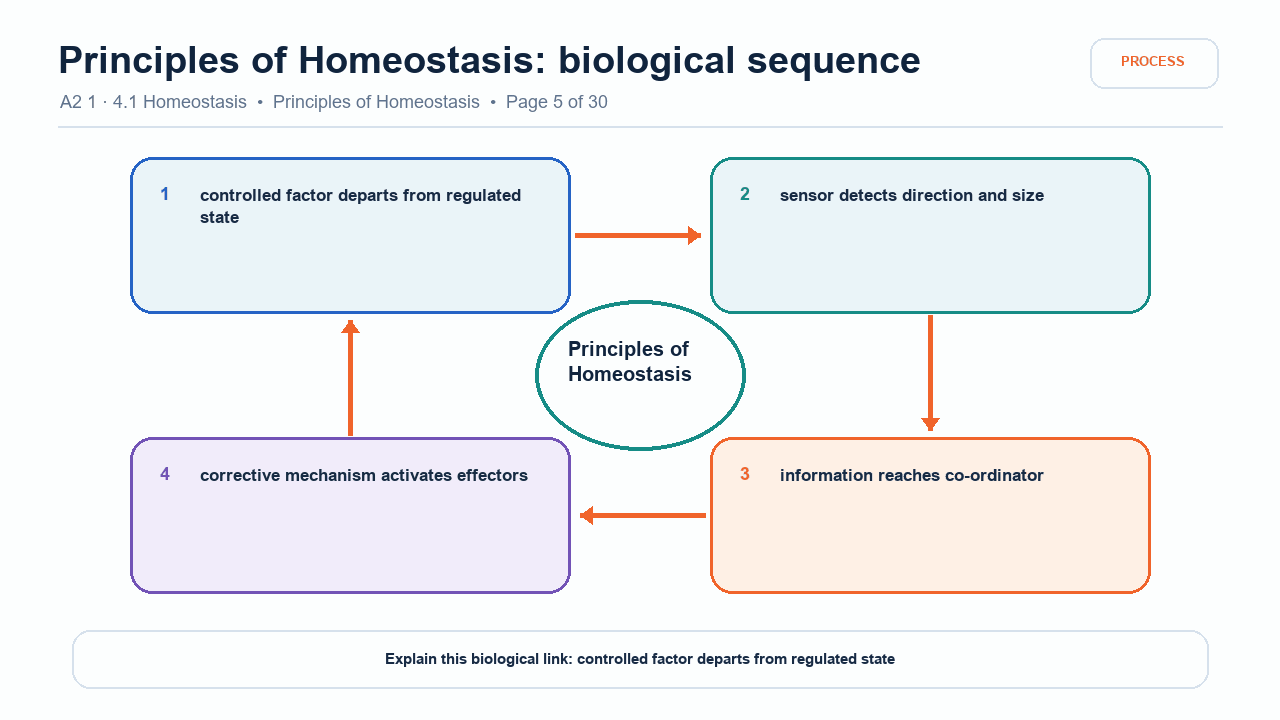 Principles of Homeostasis: biological sequence
PROCESS
A2 1 · 4.1 Homeostasis • Principles of Homeostasis • Page 5 of 30
1 controlled factor departs from regulated
state
2 sensor detects direction and size
Principles of
Homeostasis
4 corrective mechanism activates effectors
3 information reaches co-ordinator
Explain this biological link: controlled factor departs from regulated state